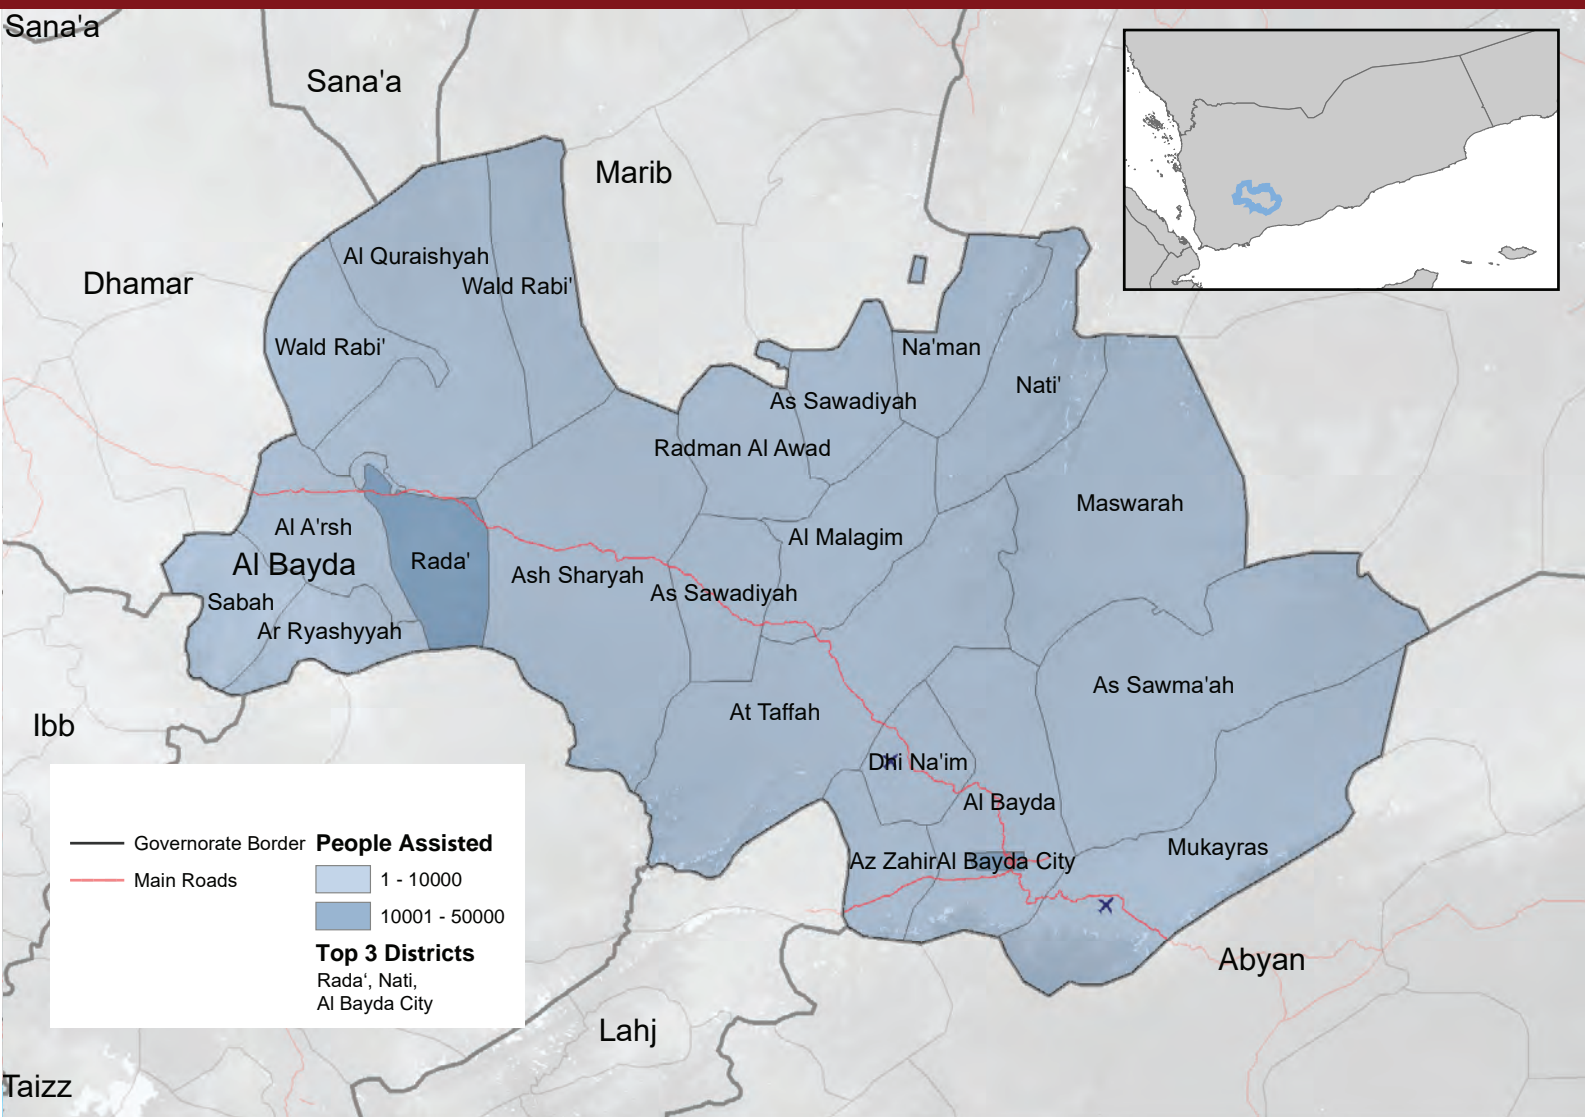 Sana'a
Sana'a
Marib
Al Quraishyah
Dhamar
Wald Rabi'
Wald Rabi'
Na'man
Nati'
As Sawadiyah
Radman Al Awad
Maswarah
Al A'rsh
Al Malagim
Al Bayda
Rada'
Ash Sharyah
As Sawadiyah
Sabah
Ar Ryashyyah
As Sawma'ah
At Taffah
Ibb
Dhi Na'im
Al Bayda
Mukayras
Az Zahir
Al Bayda City
Governorate Border
Main Roads
People Assisted
1 - 10000
10001 - 50000
Top 3 Districts
Rada‘, Nati,
Al Bayda City
Abyan
Lahj
Taizz